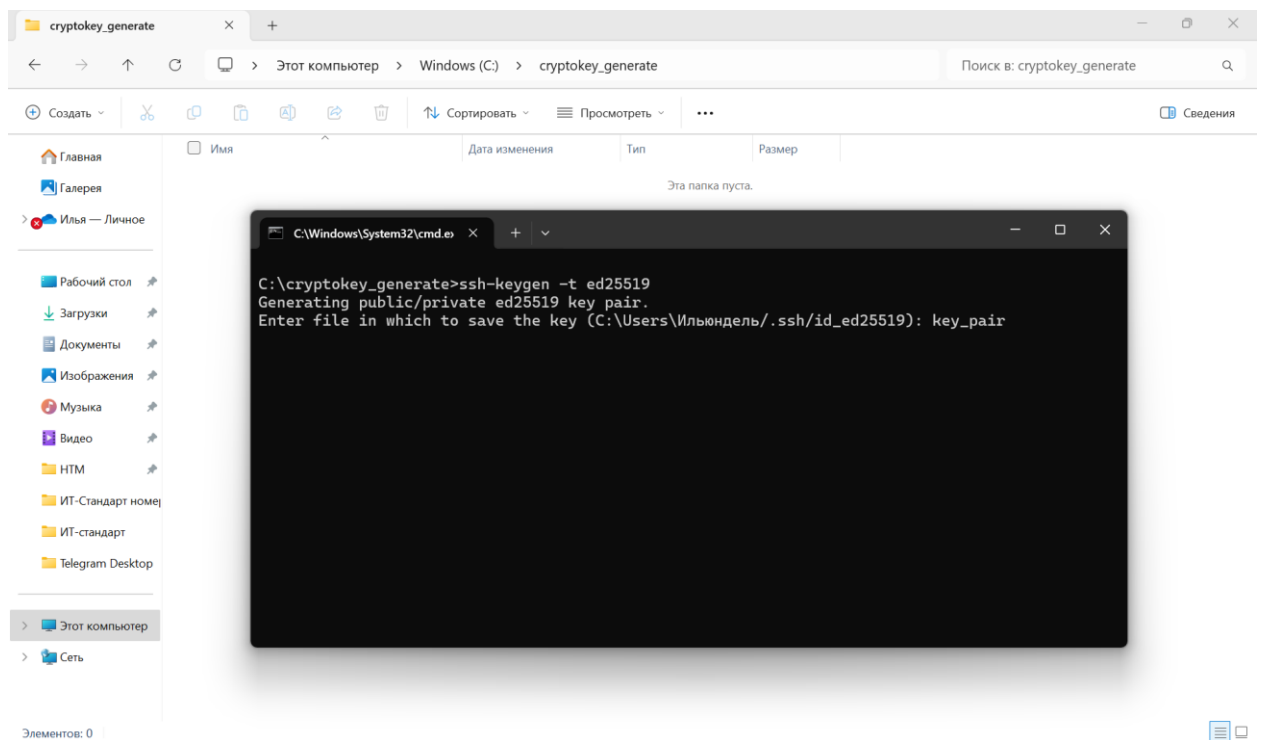 cryptokey_generate
Этот компьютер > Windows (C:) > cryptokey_generate
Поиск в: cryptokey_generate
Создать
Сортировать
Просмотреть
Сведения
Имя
Дата изменения
Тип
Размер
Эта папка пуста.
Главная
Галерея
Илья — Личное
Рабочий стол
Загрузки
Документы
Изображения
Музыка
Видео
НТМ
ИТ-Стандарт номер
ИТ-стандарт
Telegram Desktop
Этот компьютер
Сеть
Элементов: 0
C:\Windows\System32\cmd.ex
C:\cryptokey_generate>ssh-keygen -t ed25519
Generating public/private ed25519 key pair.
Enter file in which to save the key (C:\Users\Ильюндель/.ssh/id_ed25519): key_pair